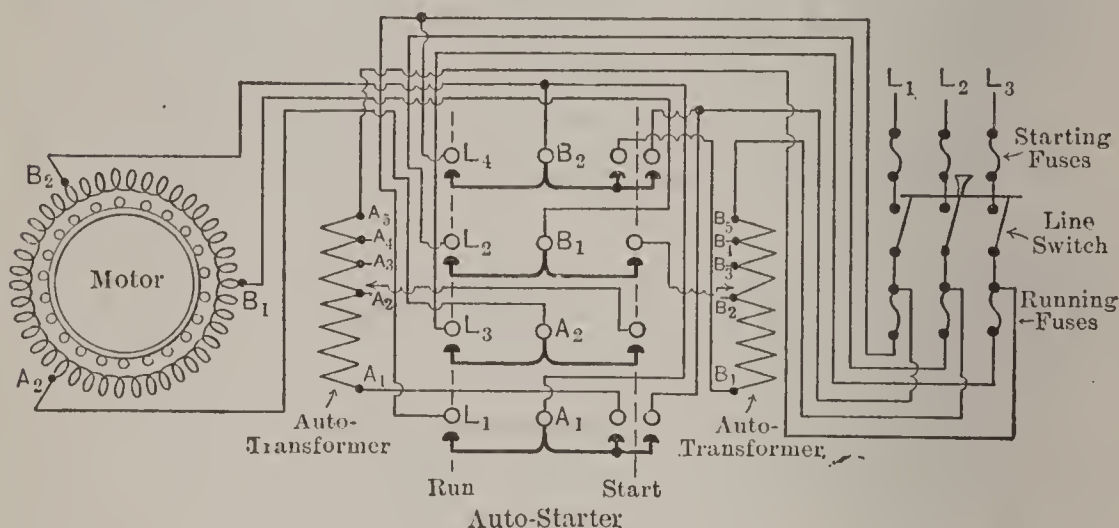 L1 L2 L3
Starting
Fuses
Line
Switch
Running
Fuses
B2
Motor
B1
A2
A5
A4
A3
A2
A1
Auto-
Transformer
L4 B2
L2 B1
L3 A2
L1 A1
Run Start
Auto-Starter
B5
B4
B3
B2
B1
Auto-
Transformer